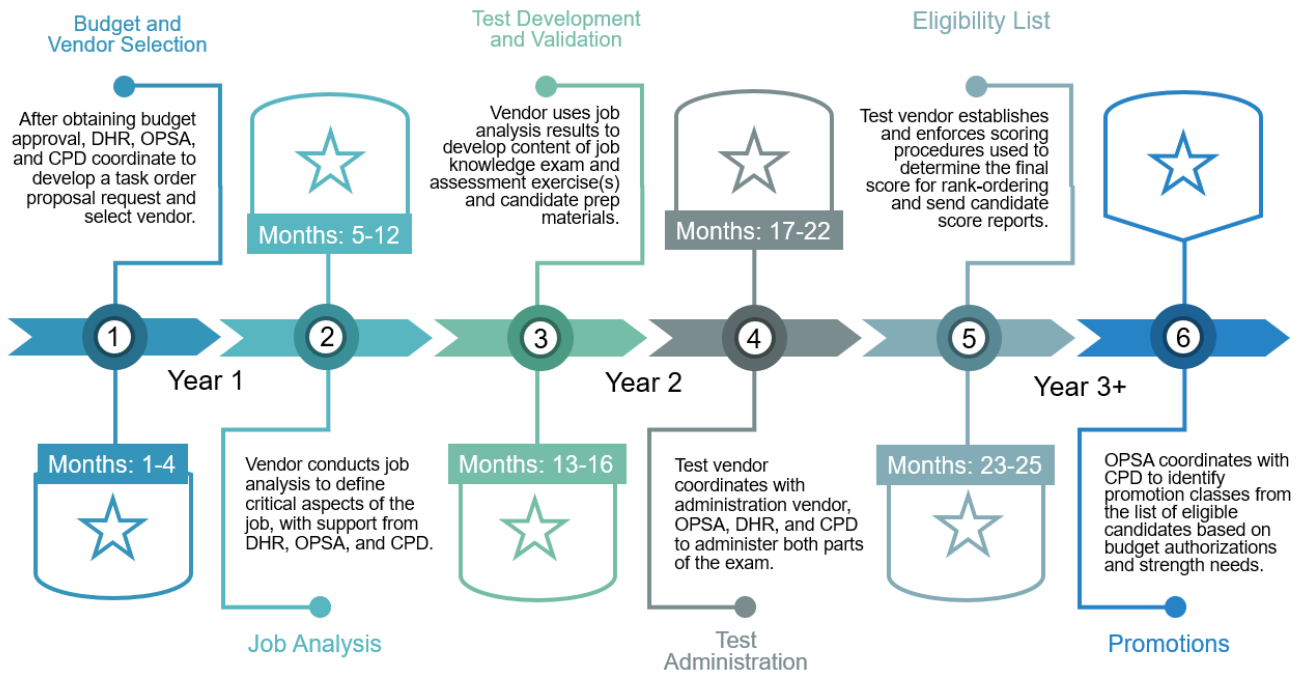 Budget and
Vendor Selection
After obtaining budget
approval, DHR, OPSA,
and CPD coordinate to
develop a task order
proposal request and
select vendor.
1
Months: 1-4
Year 1
Months: 5-12
2
Vendor conducts job
analysis to define
critical aspects of the
job, with support from
DHR, OPSA, and CPD.
Job Analysis
Test Development
and Validation
Vendor uses job
analysis results to
develop content of job
knowledge exam and
assessment exercise(s)
and candidate prep
materials.
3
Months: 13-16
Year 2
Months: 17-22
4
Test vendor
coordinates with
administration vendor,
OPSA, DHR, and CPD
to administer both parts
of the exam.
Test
Administration
Eligibility List
Test vendor establishes
and enforces scoring
procedures used to
determine the final
score for rank-ordering
and send candidate
score reports.
5
Months: 23-25
Year 3+
6
OPSA coordinates with
CPD to identify
promotion classes from
the list of eligible
candidates based on
budget authorizations
and strength needs.
Promotions